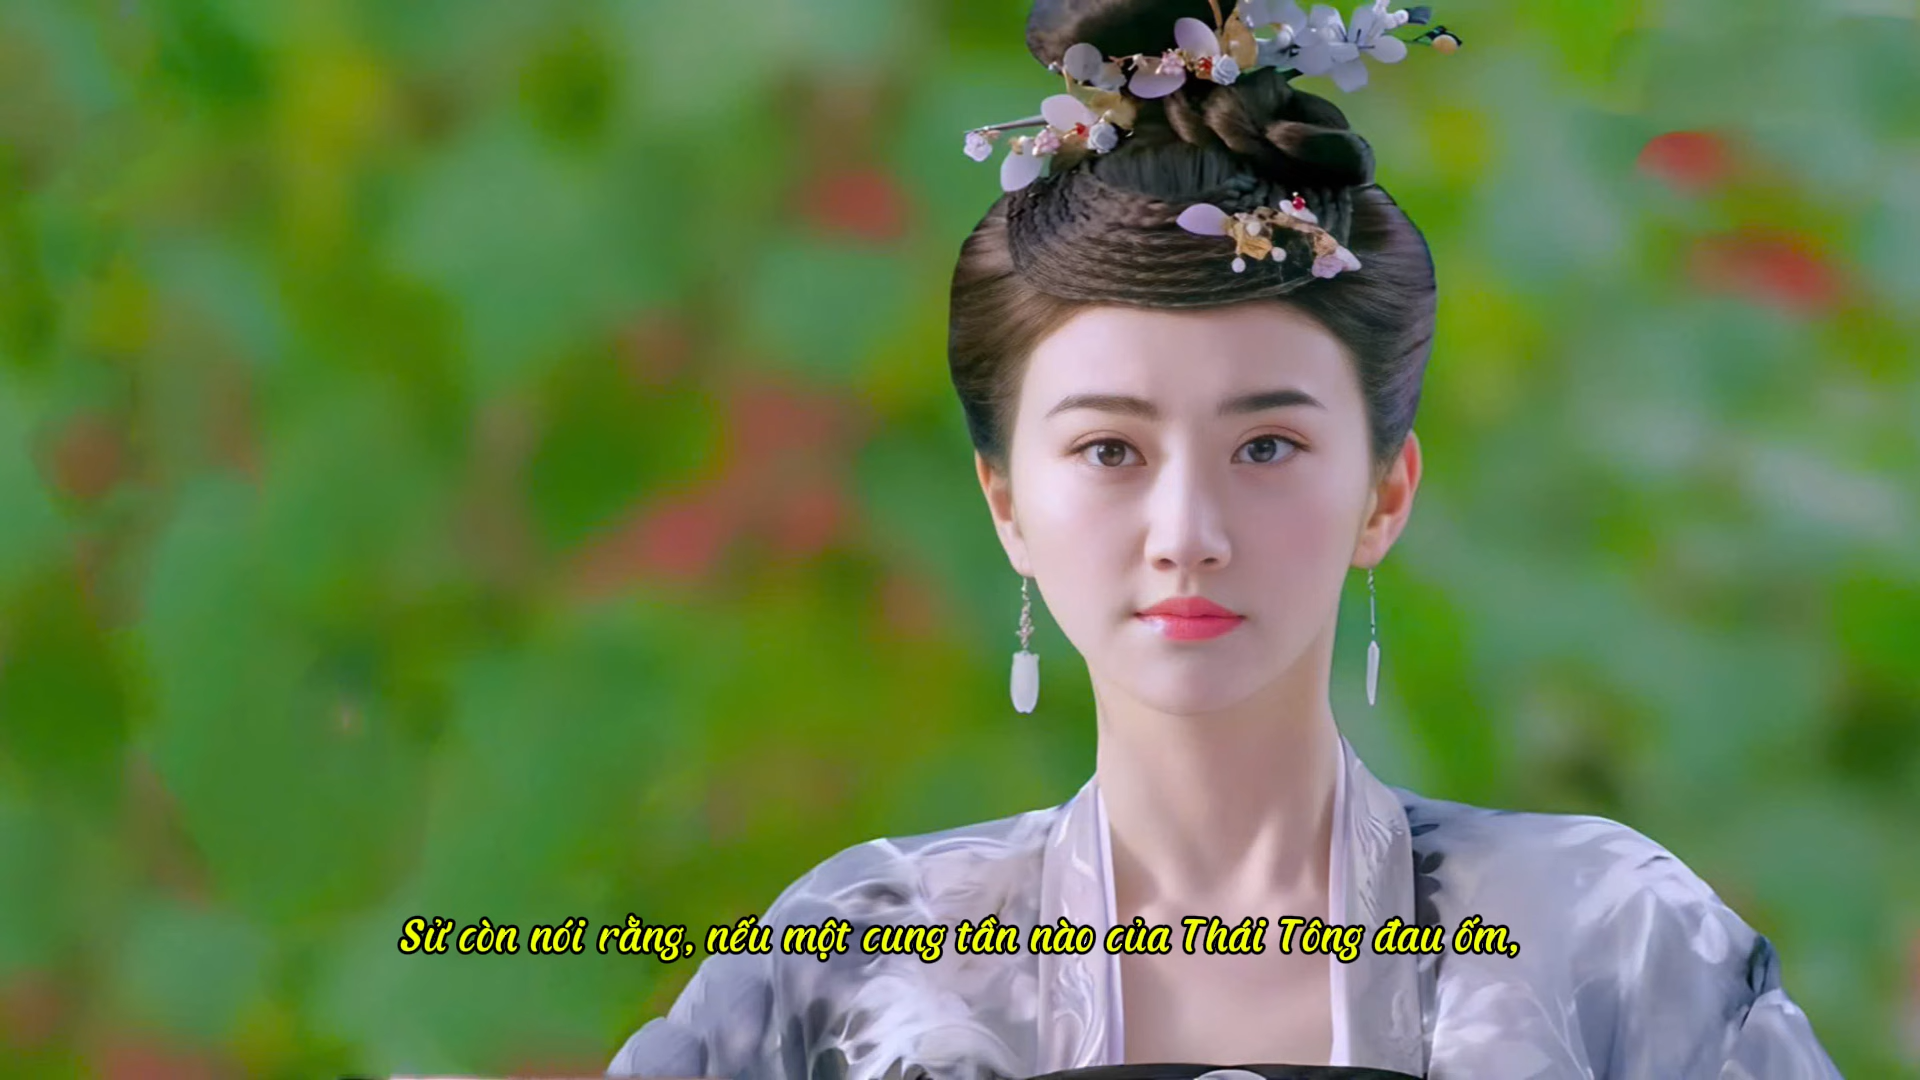 Sử còn nói rằng, nếu một cung tần nào của Thái Tông đau ốm,